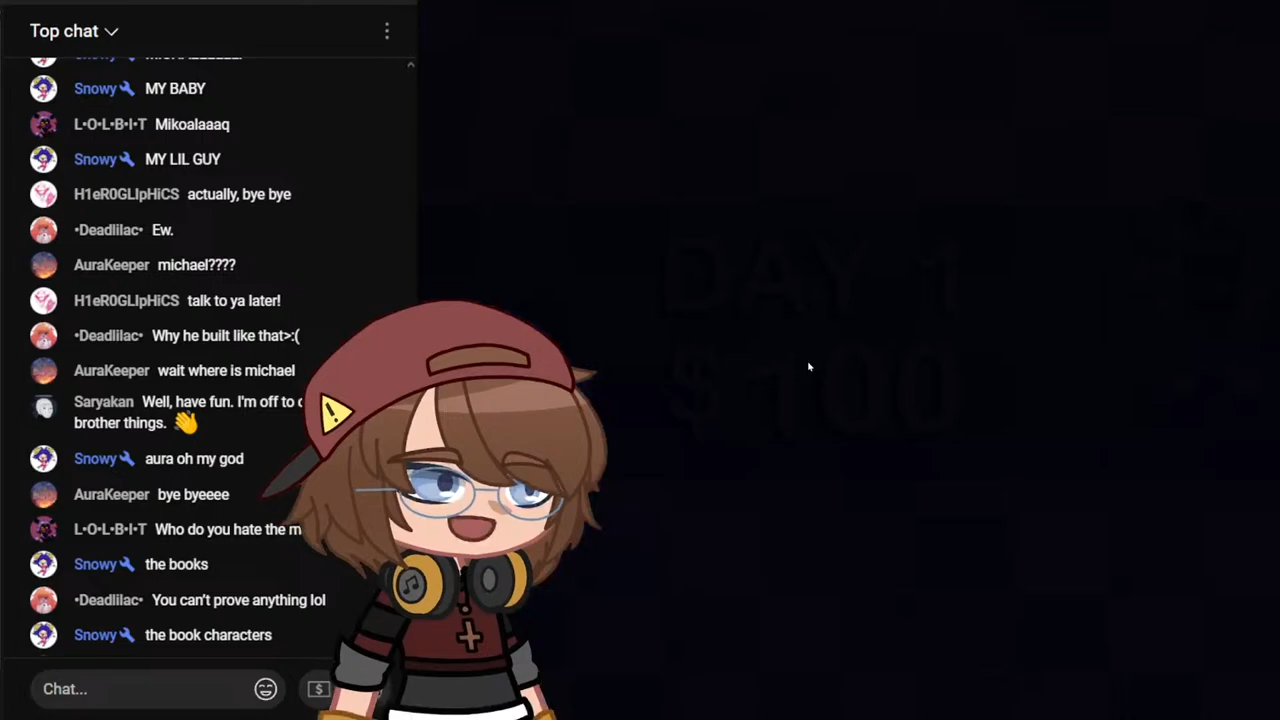 Top chat
Snowy MY BABY
L•O•L•B•I•T Mikoalaaaq
Snowy MY LIL GUY
H1eR0GLIpHiCS actually, bye bye
•Deadlilac• Ew.
AuraKeeper michael????
H1eR0GLIpHiCS talk to ya later!
•Deadlilac• Why he built like that>:(
AuraKeeper wait where is michael
Saryakan Well, have fun. I'm off to
brother things. 👋
Snowy aura oh my god
AuraKeeper bye byeeee
L•O•L•B•I•T Who do you hate the
Snowy the books
•Deadlilac• You can't prove anything lol
Snowy the book characters
Chat...
$
DAY 1
$100
!